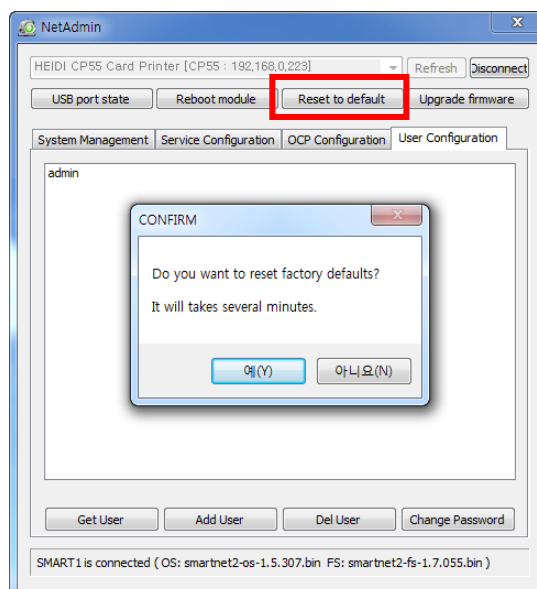 NetAdmin
HEIDI CP55 Card Printer [CP55 : 192,168,0,223]
Refresh
Disconnect
USB port state
Reboot module
Reset to default
Upgrade firmware
System Management
Service Configuration
OCP Configuration
User Configuration
admin
CONFIRM
Do you want to reset factory defaults?
It will takes several minutes.
예(Y)
아니요(N)
Get User
Add User
Del User
Change Password
SMART1 is connected ( OS: smartnet2-os-1.5.307.bin FS: smartnet2-fs-1.7.055.bin )